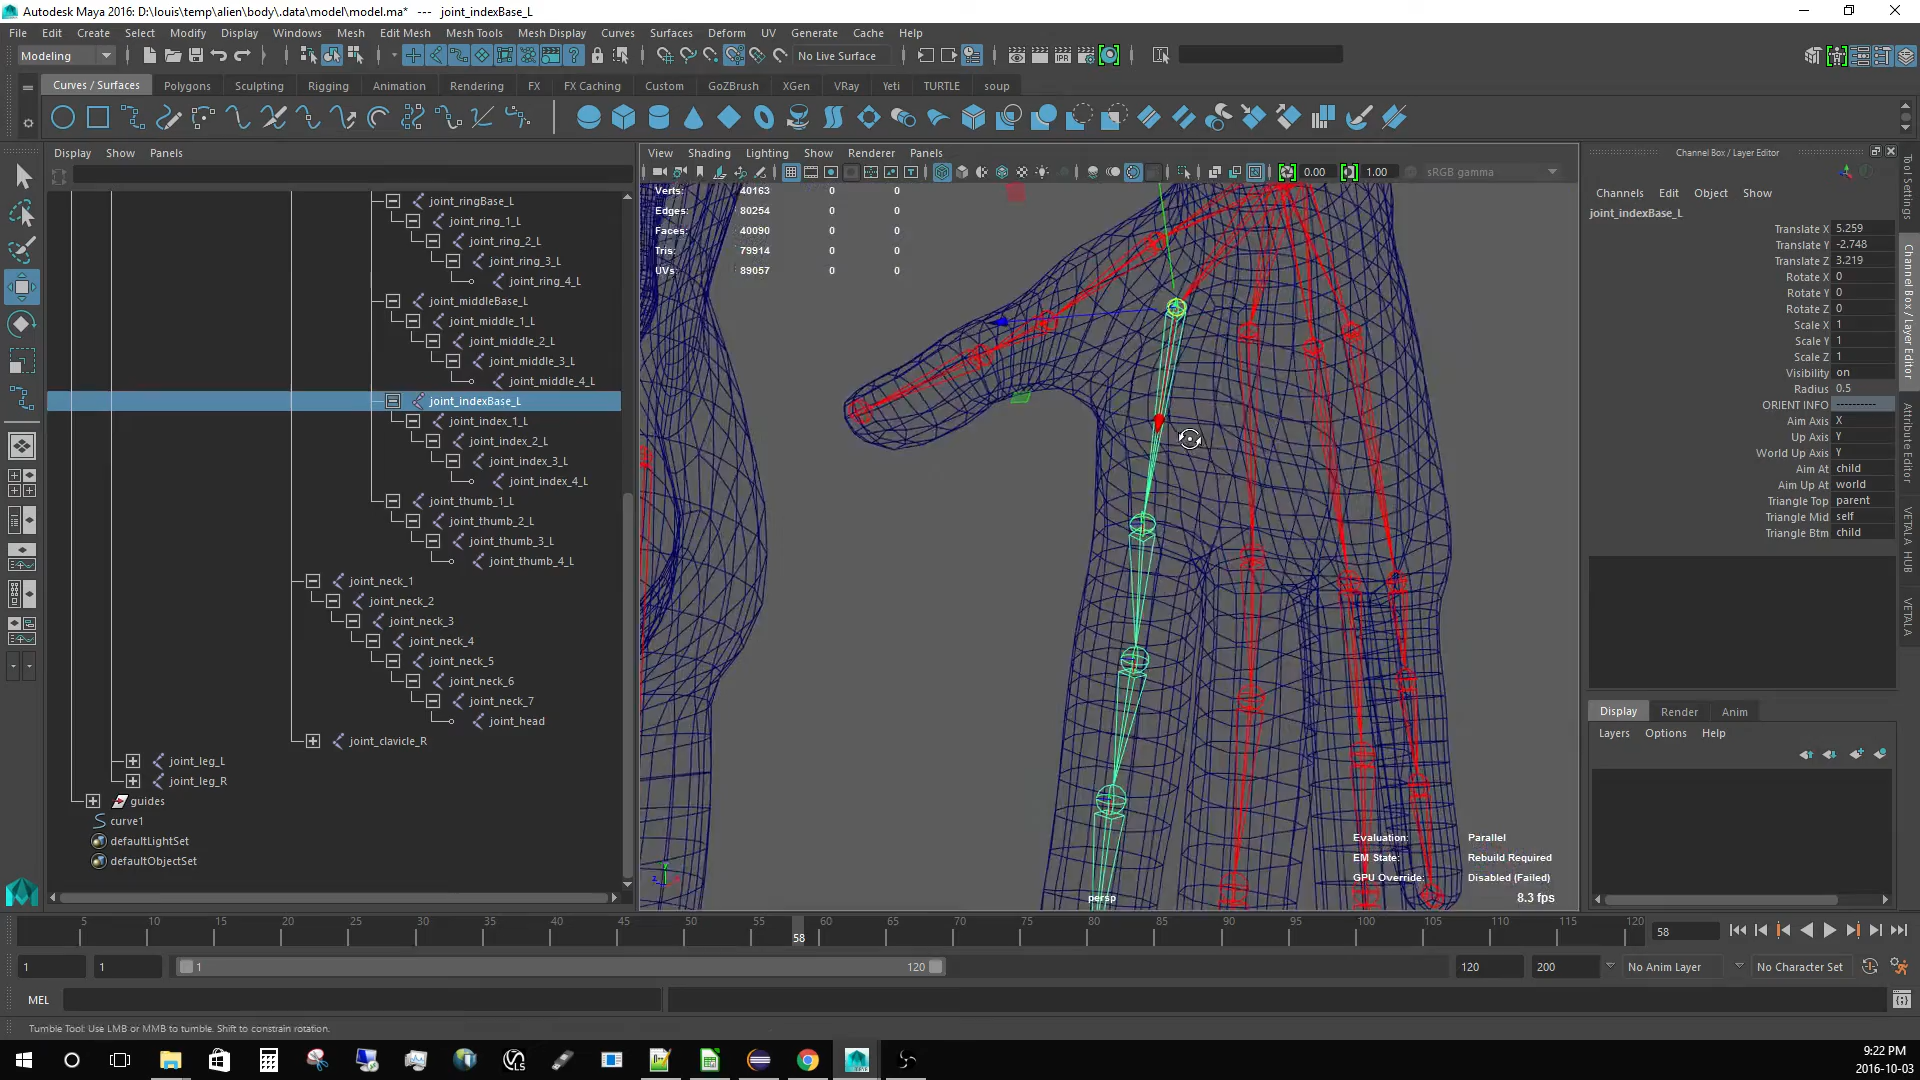 Autodesk Maya 2016: D:\louis\temp\alien\body\.data\model\model.ma* --- joint_indexBase_L
File Edit Create Select Modify Display Windows Mesh Edit Mesh Mesh Tools Mesh Display Curves Surfaces Deform UV Generate Cache Help
Modeling No Live Surface
Curves / Surfaces Polygons Sculpting Rigging Animation Rendering FX FX Caching Custom GoZBrush XGen VRay Yeti TURTLE soup
Display Show Panels
View Shading Lighting Show Renderer Panels
Channel Box / Layer Editor
0.00 1.00 sRGB gamma
Verts: 40163 0 0
Edges: 80254 0 0
Faces: 40090 0 0
Tris: 79914 0 0
UVs: 89057 0 0
joint_ringBase_L
joint_ring_1_L
joint_ring_2_L
joint_ring_3_L
joint_ring_4_L
joint_middleBase_L
joint_middle_1_L
joint_middle_2_L
joint_middle_3_L
joint_middle_4_L
joint_indexBase_L
joint_index_1_L
joint_index_2_L
joint_index_3_L
joint_index_4_L
joint_thumb_1_L
joint_thumb_2_L
joint_thumb_3_L
joint_thumb_4_L
joint_neck_1
joint_neck_2
joint_neck_3
joint_neck_4
joint_neck_5
joint_neck_6
joint_neck_7
joint_head
joint_clavicle_R
joint_leg_L
joint_leg_R
guides
curve1
defaultLightSet
defaultObjectSet
Evaluation: Parallel
EM State: Rebuild Required
GPU Override: Disabled (Failed)
8.3 fps
persp
Channels Edit Object Show
joint_indexBase_L
Translate X 5.259
Translate Y -2.748
Translate Z 3.219
Rotate X 0
Rotate Y 0
Rotate Z 0
Scale X 1
Scale Y 1
Scale Z 1
Visibility on
Radius 0.5
ORIENT INFO ----------
Aim Axis X
Up Axis Y
World Up Axis Y
Aim At child
Aim Up At world
Triangle Top parent
Triangle Mid self
Triangle Btm child
Display Render Anim
Layers Options Help
Tool Settings
Channel Box / Layer Editor
Attribute Editor
VETALA HUB
VETALA
5 10 15 20 25 30 35 40 45 50 55 60 65 70 75 80 85 90 95 100 105 110 115 120
58
58
1 1 1 120 120 200 No Anim Layer No Character Set
MEL
Tumble Tool: Use LMB or MMB to tumble. Shift to constrain rotation.
9:22 PM
2016-10-03